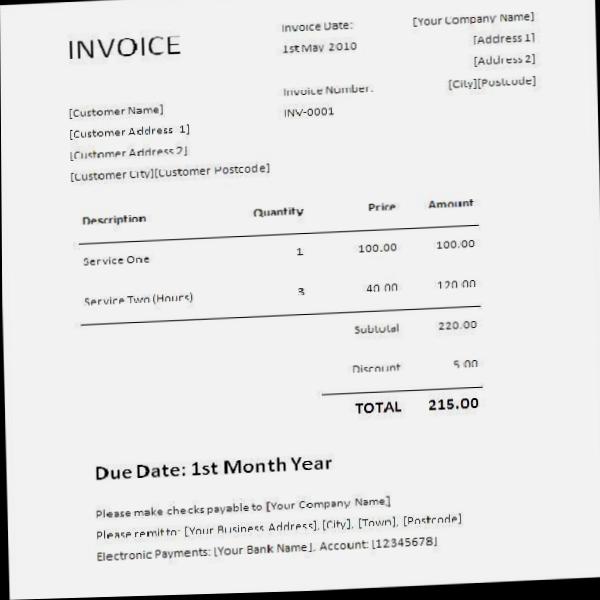 INVOICE
Invoice Date:
1st May 2010
Invoice Number:
INV-0001
[Your Company Name]
[Address 1]
[Address 2]
[City][Postcode]
[Customer Name]
[Customer Address 1]
[Customer Address 2]
[Customer City][Customer Postcode]
Description Quantity Price Amount
Service One 1 100.00 100.00
Service Two (Hours) 3 40.00 120.00
Subtotal 220.00
Discount 5.00
TOTAL 215.00
Due Date: 1st Month Year
Please make checks payable to [Your Company Name]
Please remit to: [Your Business Address], [City], [Town], [Postcode]
Electronic Payments: [Your Bank Name], Account: [12345678]